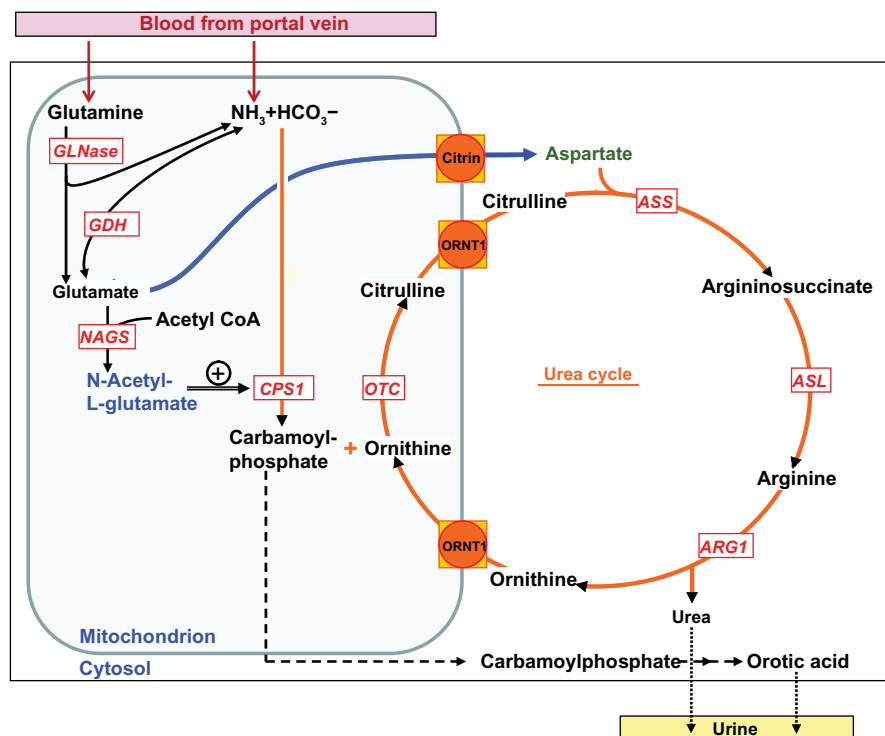 Blood from portal vein
Glutamine
NH₃+HCO₃−
GLNase
Citrin
Aspartate
Citrulline
ASS
GDH
ORNT1
Glutamate
Citrulline
Argininosuccinate
Acetyl CoA
NAGS
N-Acetyl-
L-glutamate
+
CPS1
OTC
Urea cycle
ASL
Carbamoyl-
phosphate
+
Ornithine
Arginine
ORNT1
ARG1
Ornithine
Urea
Mitochondrion
Cytosol
Carbamoylphosphate
Orotic acid
Urine